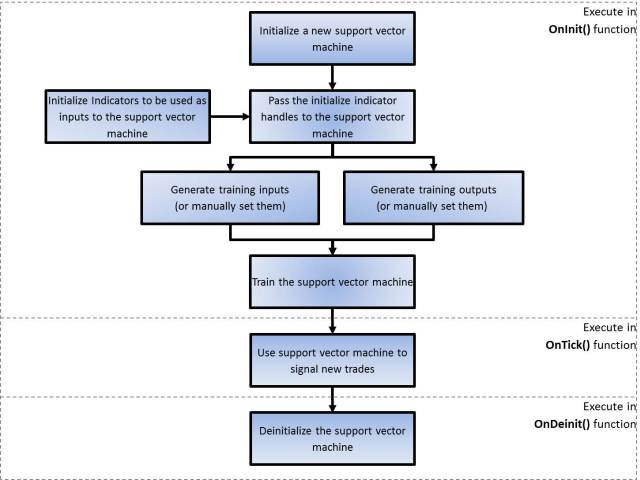 Execute in
OnInit() function
Initialize a new support vector
machine
Initialize Indicators to be used as
inputs to the support vector
machine
Pass the initialize indicator
handles to the support vector
machine
Generate training inputs
(or manually set them)
Generate training outputs
(or manually set them)
Train the support vector machine
Execute in
OnTick() function
Use support vector machine to
signal new trades
Execute in
OnDeinit() function
Deinitialize the support vector
machine